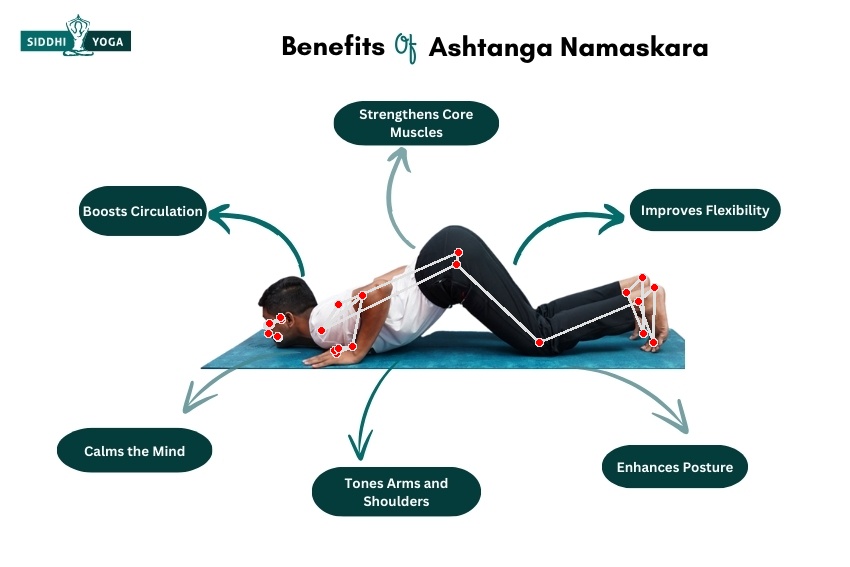 SIDDHI YOGA
Benefits Of Ashtanga Namaskara
Strengthens Core
Muscles
Boosts Circulation
Improves Flexibility
Calms the Mind
Tones Arms and
Shoulders
Enhances Posture